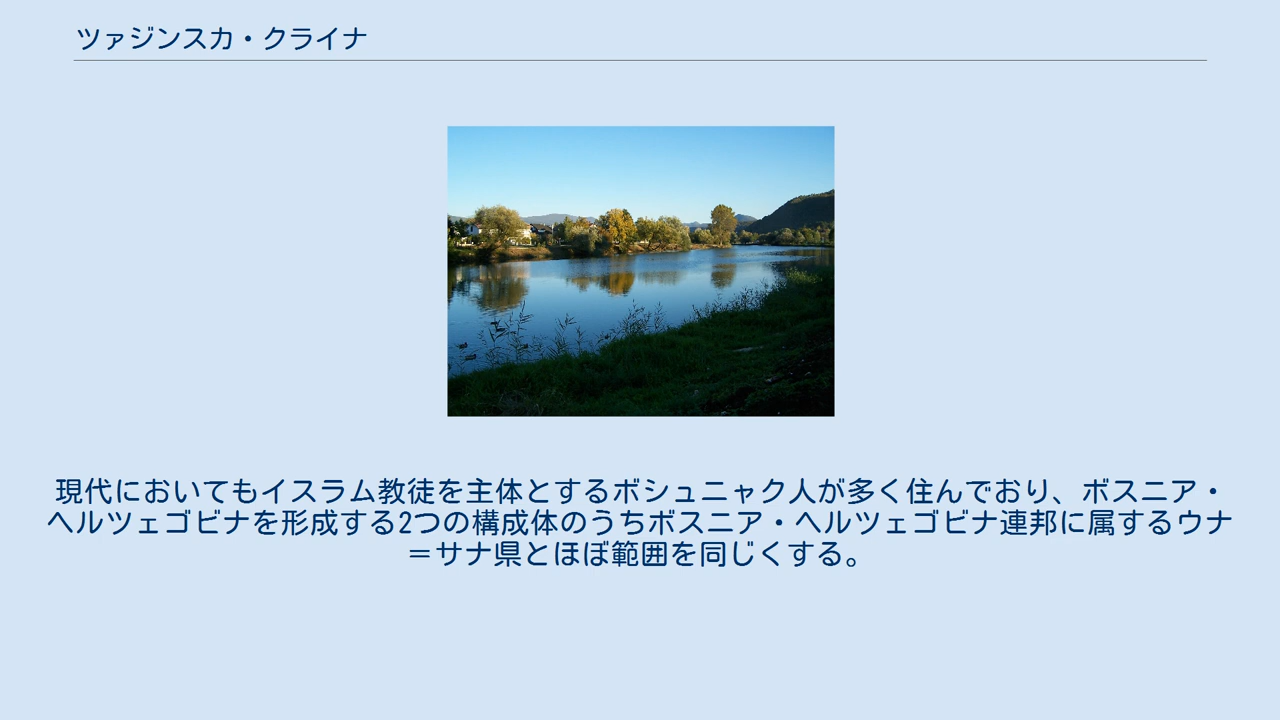 ツァジンスカ・クライナ
現代においてもイスラム教徒を主体とするボシュニャク人が多く住んでおり、ボスニア・
ヘルツェゴビナを形成する2つの構成体のうちボスニア・ヘルツェゴビナ連邦に属するウナ
＝サナ県とほぼ範囲を同じくする。